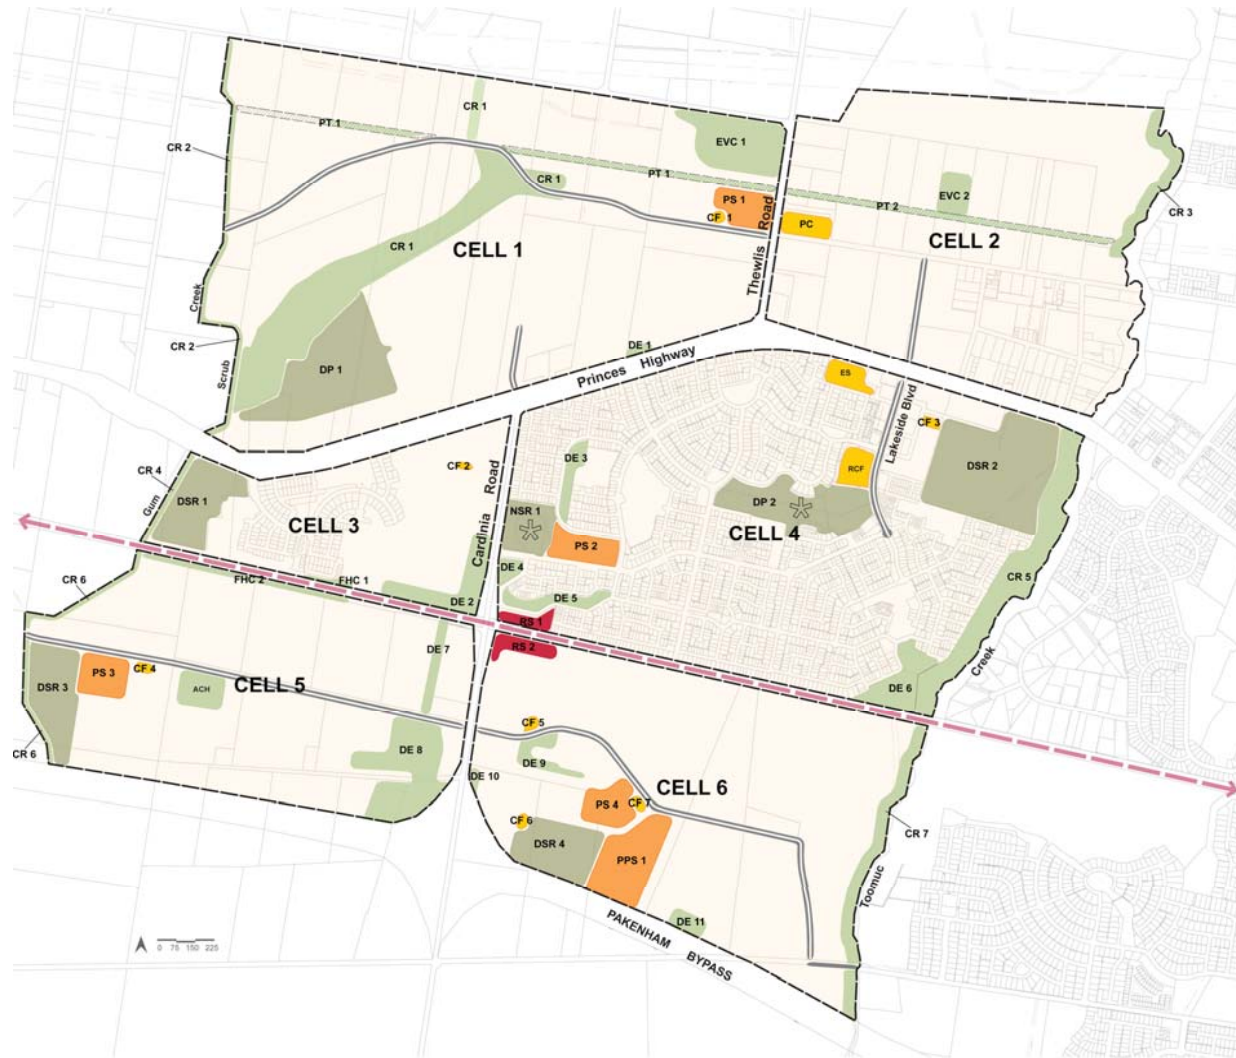 CR 1
PT 1
CR 2
EVC 1
CR 1
PT 1
PS 1
CF 1
Thewlis Road
PC
PT 2
EVC 2
CR 3
CELL 1
CELL 2
CR 1
Creek
CR 2
Scrub
DP 1
DE 1
Princes Highway
ES
Lakeside Blvd
CF 3
DSR 2
RCF
DP 2
CELL 4
CR 4
Gum
DSR 1
CF 2
CELL 3
Cardinia Road
DE 3
NSR 1
PS 2
DE 4
DE 5
CR 5
CR 6
FHC 2
FHC 1
DE 2
RS 1
RS 2
DE 7
DE 6
Creek
DSR 3
PS 3
CF 4
ACH
CELL 5
CR 6
DE 8
CF 5
DE 9
DE 10
CELL 6
PS 4
CF 7
CF 6
DSR 4
PPS 1
CR 7
Toomuc
DE 11
PAKENHAM BYPASS
0 75 150 225